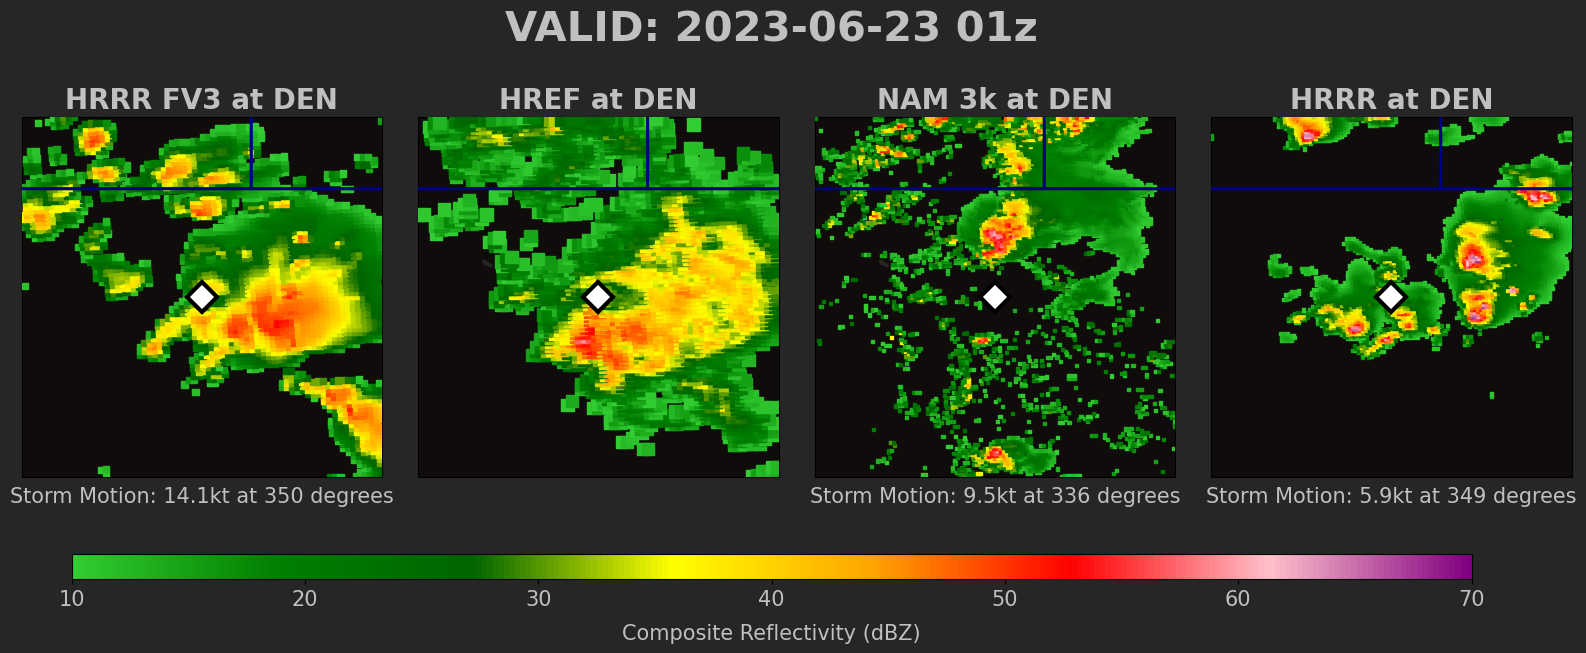 VALID: 2023-06-23 01z
HRRR FV3 at DEN
HREF at DEN
NAM 3k at DEN
HRRR at DEN
Storm Motion: 14.1kt at 350 degrees
Storm Motion: 9.5kt at 336 degrees
Storm Motion: 5.9kt at 349 degrees
10 20 30 40 50 60 70
Composite Reflectivity (dBZ)